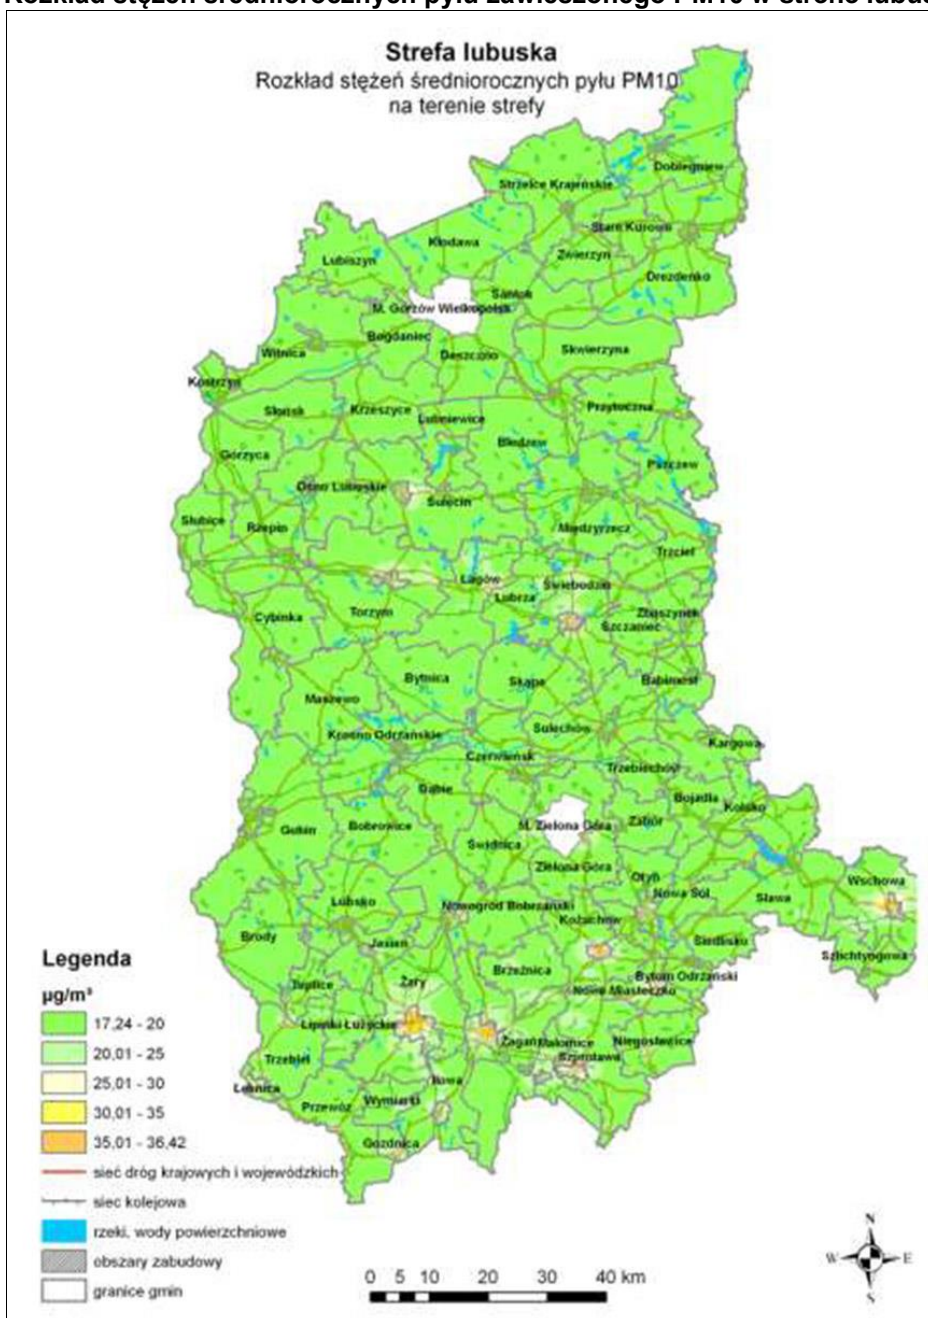 Rozkład stężeń średniorocznych pyłu zawieszonego PM10 w strefie lubus
Strefa lubuska
Rozkład stężeń średniorocznych pyłu PM10
na terenie strefy
Dobiegniew
Strzelce Krajeńskie
Stare Kurowo
Kłodawa
Zwierzyn
Lubiszyn
Drezdenko
Santok
M. Gorzów Wielkopolski
Bogdaniec
Deszczno
Skwierzyna
Witnica
Kostrzyn
Słońsk
Krzeszyce
Lubniewice
Przytoczna
Bledzew
Górzyca
Pszczew
Ośno Lubuskie
Sulęcin
Słubice
Rzepin
Międzyrzecz
Trzciel
Łagów
Świebodzin
Lubrza
Cybinka
Torzym
Zbąszynek
Szczaniec
Bytnica
Skąpe
Babimost
Maszewo
Krosno Odrzańskie
Sulechów
Kargowa
Czerwieńsk
Trzebiechów
Dąbie
Bojadła
Kolsko
Gubin
Bobrowice
M. Zielona Góra
Zabór
Świdnica
Zielona Góra
Otyń
Wschowa
Lubsko
Nowogród Bobrzański
Nowa Sól
Sława
Kożuchów
Brody
Jasień
Siedlisko
Szlichtyngowa
Brzeźnica
Bytom Odrzański
Tuplice
Żary
Nowe Miasteczko
Lipinki Łużyckie
Żagań
Małomice
Niegosławice
Szprotawa
Trzebiel
Łęknica
Iłowa
Przewóz
Wymiarki
Gozdnica
Legenda
µg/m³
17,24 - 20
20,01 - 25
25,01 - 30
30,01 - 35
35,01 - 36,42
sieć dróg krajowych i wojewódzkich
siec kolejowa
rzeki, wody powierzchniowe
obszary zabudowy
granice gmin
0 5 10 20 30 40 km
N
W E
S